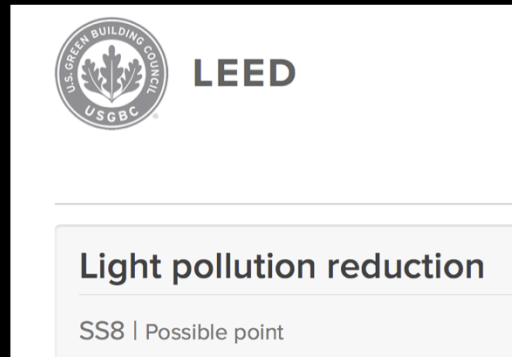 U.S. GREEN BUILDING COUNCIL
USGBC
LEED
Light pollution reduction
SS8 | Possible point